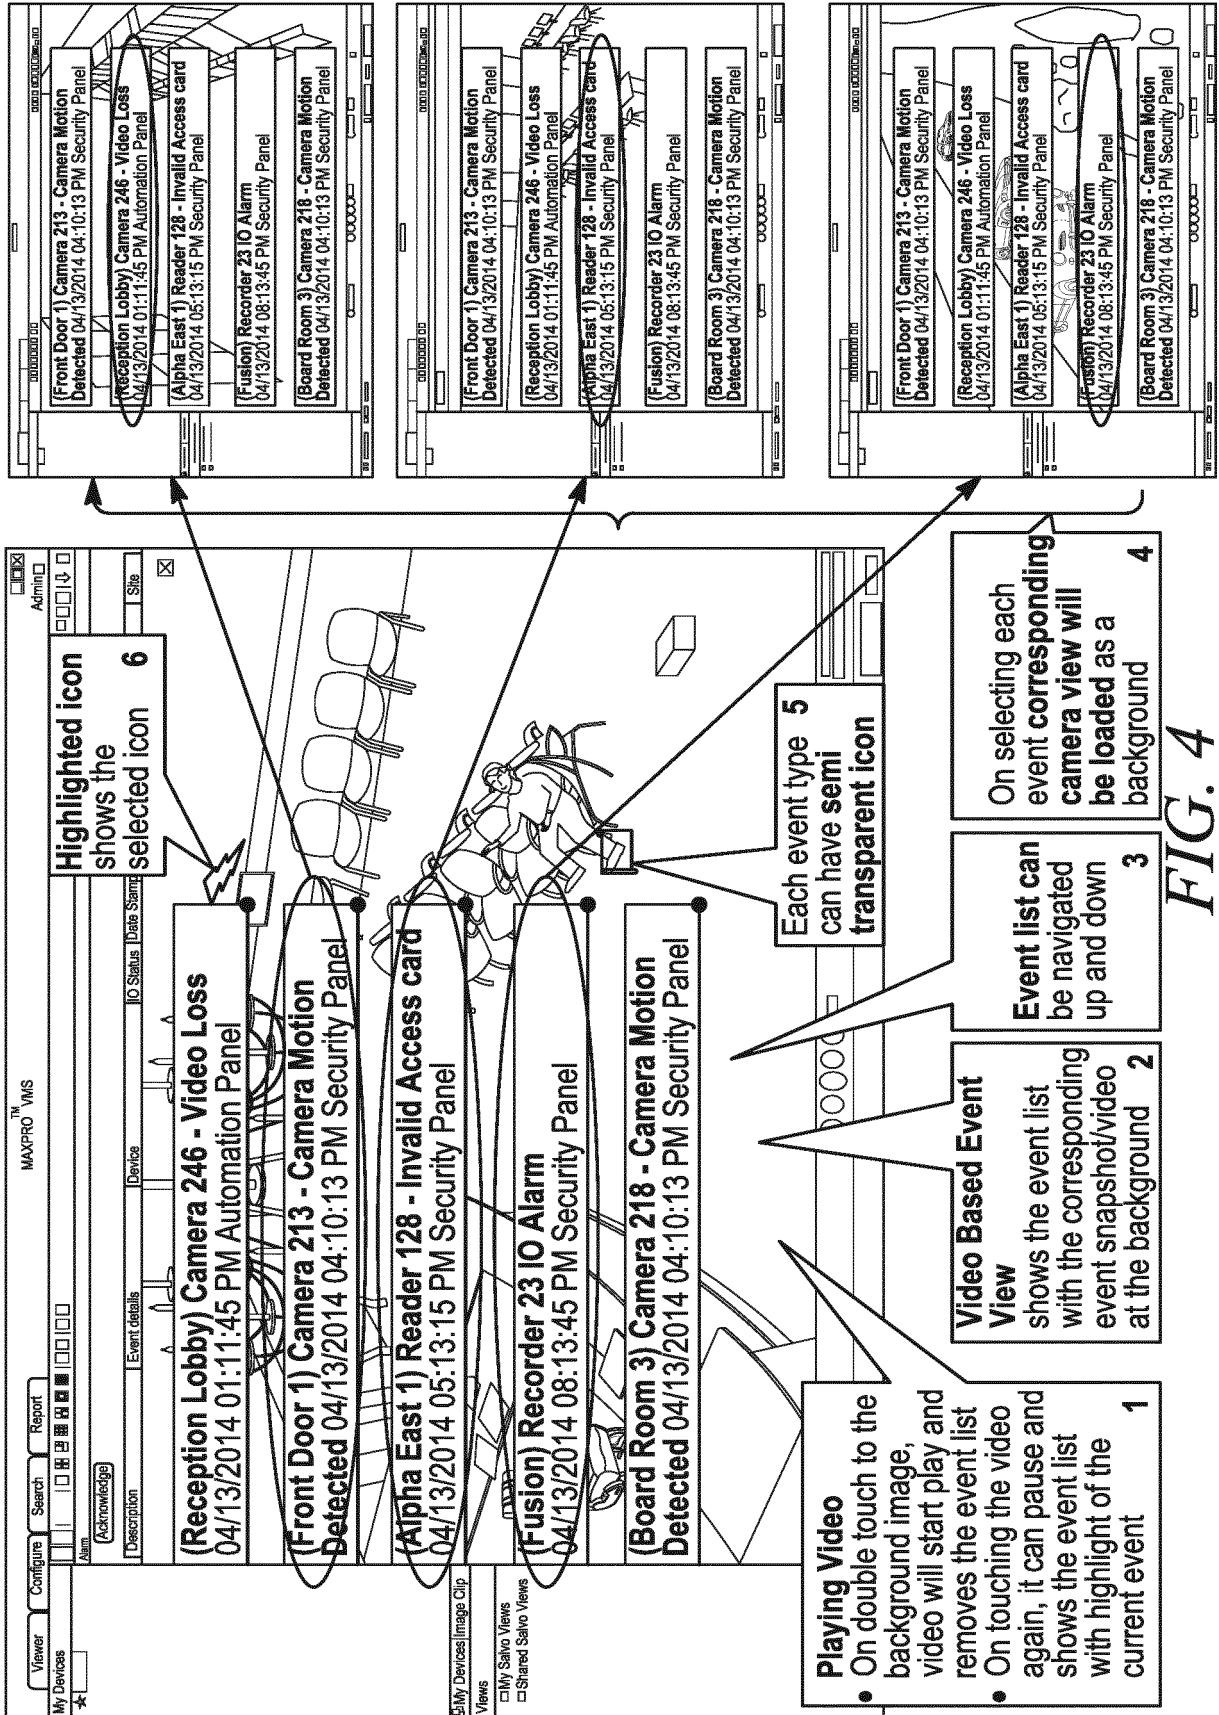 MAXPRO™ VMS
Admin
Viewer
Configure
Search
Report
My Devices
Alarm
Acknowledge
Description
Event details
Device
IO Status
Date Stamp
Site
(Reception Lobby) Camera 246 - Video Loss
04/13/2014 01:11:45 PM Automation Panel
(Front Door 1) Camera 213 - Camera Motion
Detected 04/13/2014 04:10:13 PM Security Panel
(Alpha East 1) Reader 128 - Invalid Access card
04/13/2014 05:13:15 PM Security Panel
(Fusion) Recorder 23 IO Alarm
04/13/2014 08:13:45 PM Security Panel
(Board Room 3) Camera 218 - Camera Motion
Detected 04/13/2014 04:10:13 PM Security Panel
My Devices Image Clip
Views
My Salvo Views
Shared Salvo Views
Highlighted icon
shows the
selected icon 6
Each event type 5
can have semi
transparent icon
Playing Video
• On double touch to the
background image,
video will start play and
removes the event list
• On touching the video
again, it can pause and
shows the event list
with highlight of the
current event 1
Video Based Event
View
shows the event list
with the corresponding
event snapshot/video
at the background 2
Event list can
be navigated
up and down 3
On selecting each
event corresponding
camera view will
be loaded as a
background 4
(Front Door 1) Camera 213 - Camera Motion
Detected 04/13/2014 04:10:13 PM Security Panel
(Reception Lobby) Camera 246 - Video Loss
04/13/2014 01:11:45 PM Automation Panel
(Alpha East 1) Reader 128 - Invalid Access card
04/13/2014 05:13:15 PM Security Panel
(Fusion) Recorder 23 IO Alarm
04/13/2014 08:13:45 PM Security Panel
(Board Room 3) Camera 218 - Camera Motion
Detected 04/13/2014 04:10:13 PM Security Panel
(Front Door 1) Camera 213 - Camera Motion
Detected 04/13/2014 04:10:13 PM Security Panel
(Reception Lobby) Camera 246 - Video Loss
04/13/2014 01:11:45 PM Automation Panel
(Alpha East 1) Reader 128 - Invalid Access card
04/13/2014 05:13:15 PM Security Panel
(Fusion) Recorder 23 IO Alarm
04/13/2014 08:13:45 PM Security Panel
(Board Room 3) Camera 218 - Camera Motion
Detected 04/13/2014 04:10:13 PM Security Panel
(Front Door 1) Camera 213 - Camera Motion
Detected 04/13/2014 04:10:13 PM Security Panel
(Reception Lobby) Camera 246 - Video Loss
04/13/2014 01:11:45 PM Automation Panel
(Alpha East 1) Reader 128 - Invalid Access card
04/13/2014 05:13:15 PM Security Panel
(Fusion) Recorder 23 IO Alarm
04/13/2014 08:13:45 PM Security Panel
(Board Room 3) Camera 218 - Camera Motion
Detected 04/13/2014 04:10:13 PM Security Panel
FIG. 4